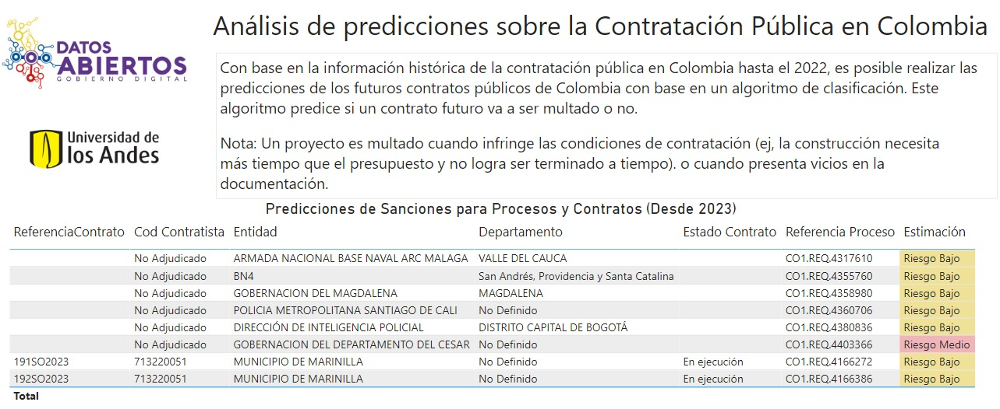 DATOS
ABIERTOS
GOBIERNO DIGITAL
Universidad de
los Andes
Análisis de predicciones sobre la Contratación Pública en Colombia
Con base en la información histórica de la contratación pública en Colombia hasta el 2022, es posible realizar las
predicciones de los futuros contratos públicos de Colombia con base en un algoritmo de clasificación. Este
algoritmo predice si un contrato futuro va a ser multado o no.
Nota: Un proyecto es multado cuando infringe las condiciones de contratación (ej, la construcción necesita
más tiempo que el presupuesto y no logra ser terminado a tiempo). o cuando presenta vicios en la
documentación.
Predicciones de Sanciones para Procesos y Contratos (Desde 2023)
ReferenciaContrato Cod Contratista Entidad Departamento Estado Contrato Referencia Proceso Estimación
No Adjudicado ARMADA NACIONAL BASE NAVAL ARC MALAGA VALLE DEL CAUCA CO1.REQ.4317610 Riesgo Bajo
No Adjudicado BN4 San Andrés, Providencia y Santa Catalina CO1.REQ.4355760 Riesgo Bajo
No Adjudicado GOBERNACION DEL MAGDALENA MAGDALENA CO1.REQ.4358980 Riesgo Bajo
No Adjudicado POLICIA METROPOLITANA SANTIAGO DE CALI No Definido CO1.REQ.4360706 Riesgo Bajo
No Adjudicado DIRECCIÓN DE INTELIGENCIA POLICIAL DISTRITO CAPITAL DE BOGOTÁ CO1.REQ.4380836 Riesgo Bajo
No Adjudicado GOBERNACION DEL DEPARTAMENTO DEL CESAR No Definido CO1.REQ.4403366 Riesgo Medio
191SO2023 713220051 MUNICIPIO DE MARINILLA No Definido En ejecución CO1.REQ.4166272 Riesgo Bajo
192SO2023 713220051 MUNICIPIO DE MARINILLA No Definido En ejecución CO1.REQ.4166386 Riesgo Bajo
Total